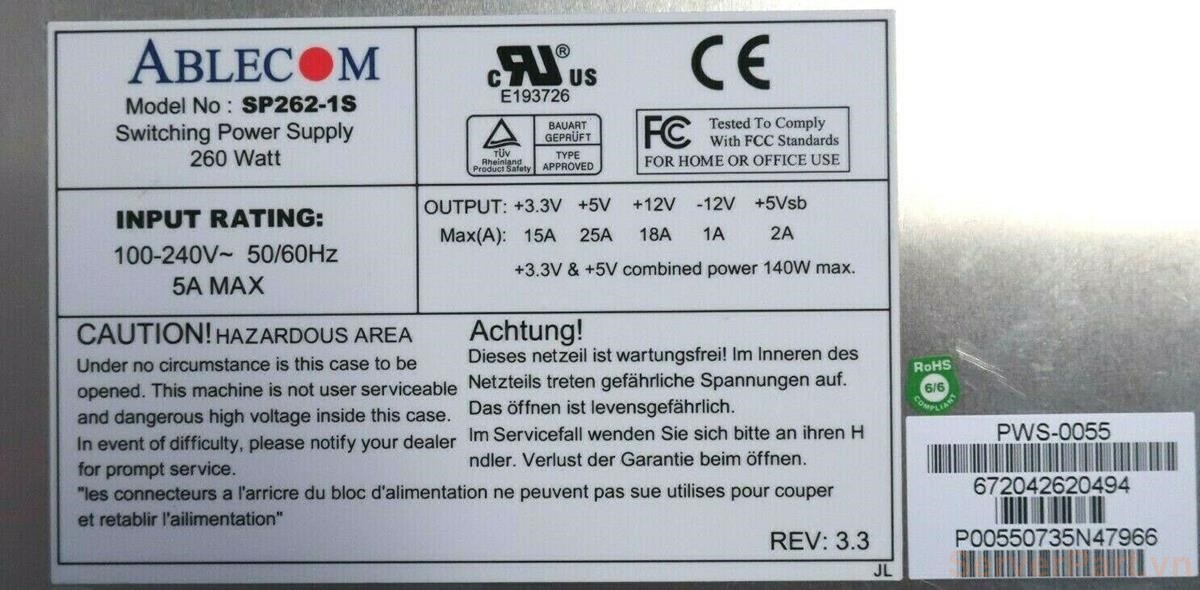 ABLECOM
Model No : SP262-1S
Switching Power Supply
260 Watt
c RU ® US
E193726
TÜV
Rheinland
Product Safety
BAUART
GEPRÜFT
TYPE
APPROVED
CE
FC Tested To Comply
With FCC Standards
FOR HOME OR OFFICE USE
INPUT RATING:
100-240V~ 50/60Hz
5A MAX
OUTPUT: +3.3V +5V +12V -12V +5Vsb
Max(A): 15A 25A 18A 1A 2A
+3.3V & +5V combined power 140W max.
CAUTION! HAZARDOUS AREA
Under no circumstance is this case to be
opened. This machine is not user serviceable
and dangerous high voltage inside this case.
In event of difficulty, please notify your dealer
for prompt service.
Achtung!
Dieses netzeil ist wartungsfrei! Im Inneren des
Netzteils treten gefährliche Spannungen auf.
Das öffnen ist levensgefährlich.
Im Servicefall wenden Sie sich bitte an ihren H
ndler. Verlust der Garantie beim öffnen.
"les connecteurs a l'arricre du bloc d'alimentation ne peuvent pas sue utilises pour couper
et retablir l'ailimentation"
REV: 3.3
JL
RoHS
6/6
COMPLIANT
PWS-0055
672042620494
P00550735N47966
ServerPart.vn